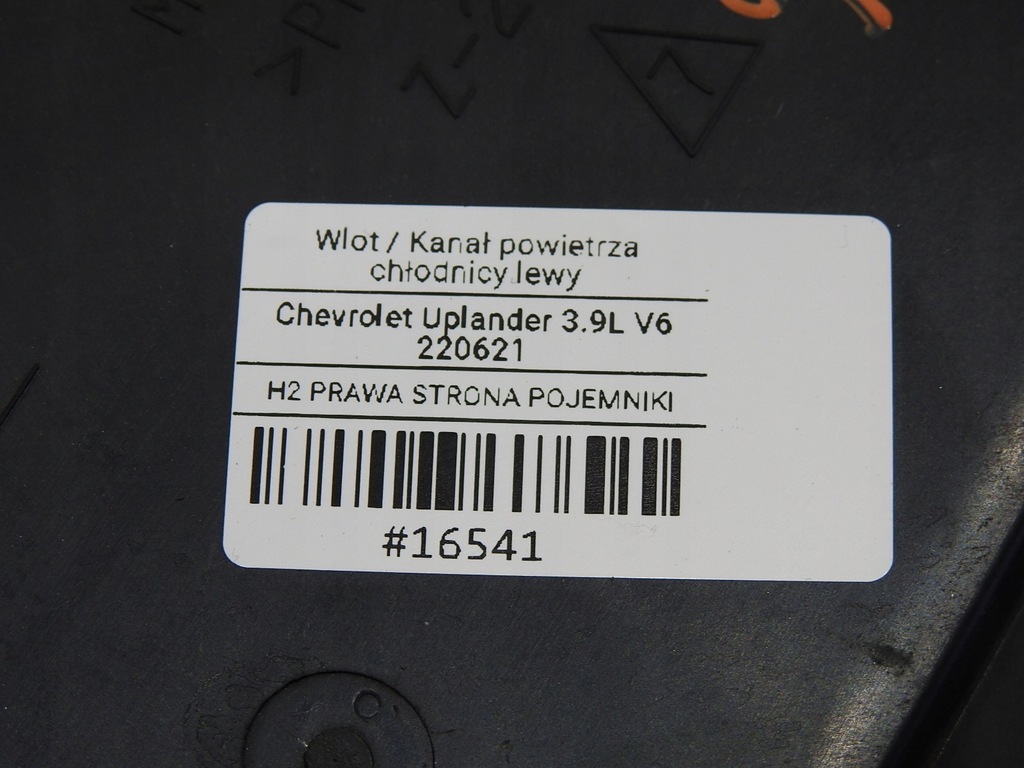 Wlot / Kanał powietrza
chłodnicy lewy
Chevrolet Uplander 3.9L V6
220621
H2 PRAWA STRONA POJEMNIKI
#16541